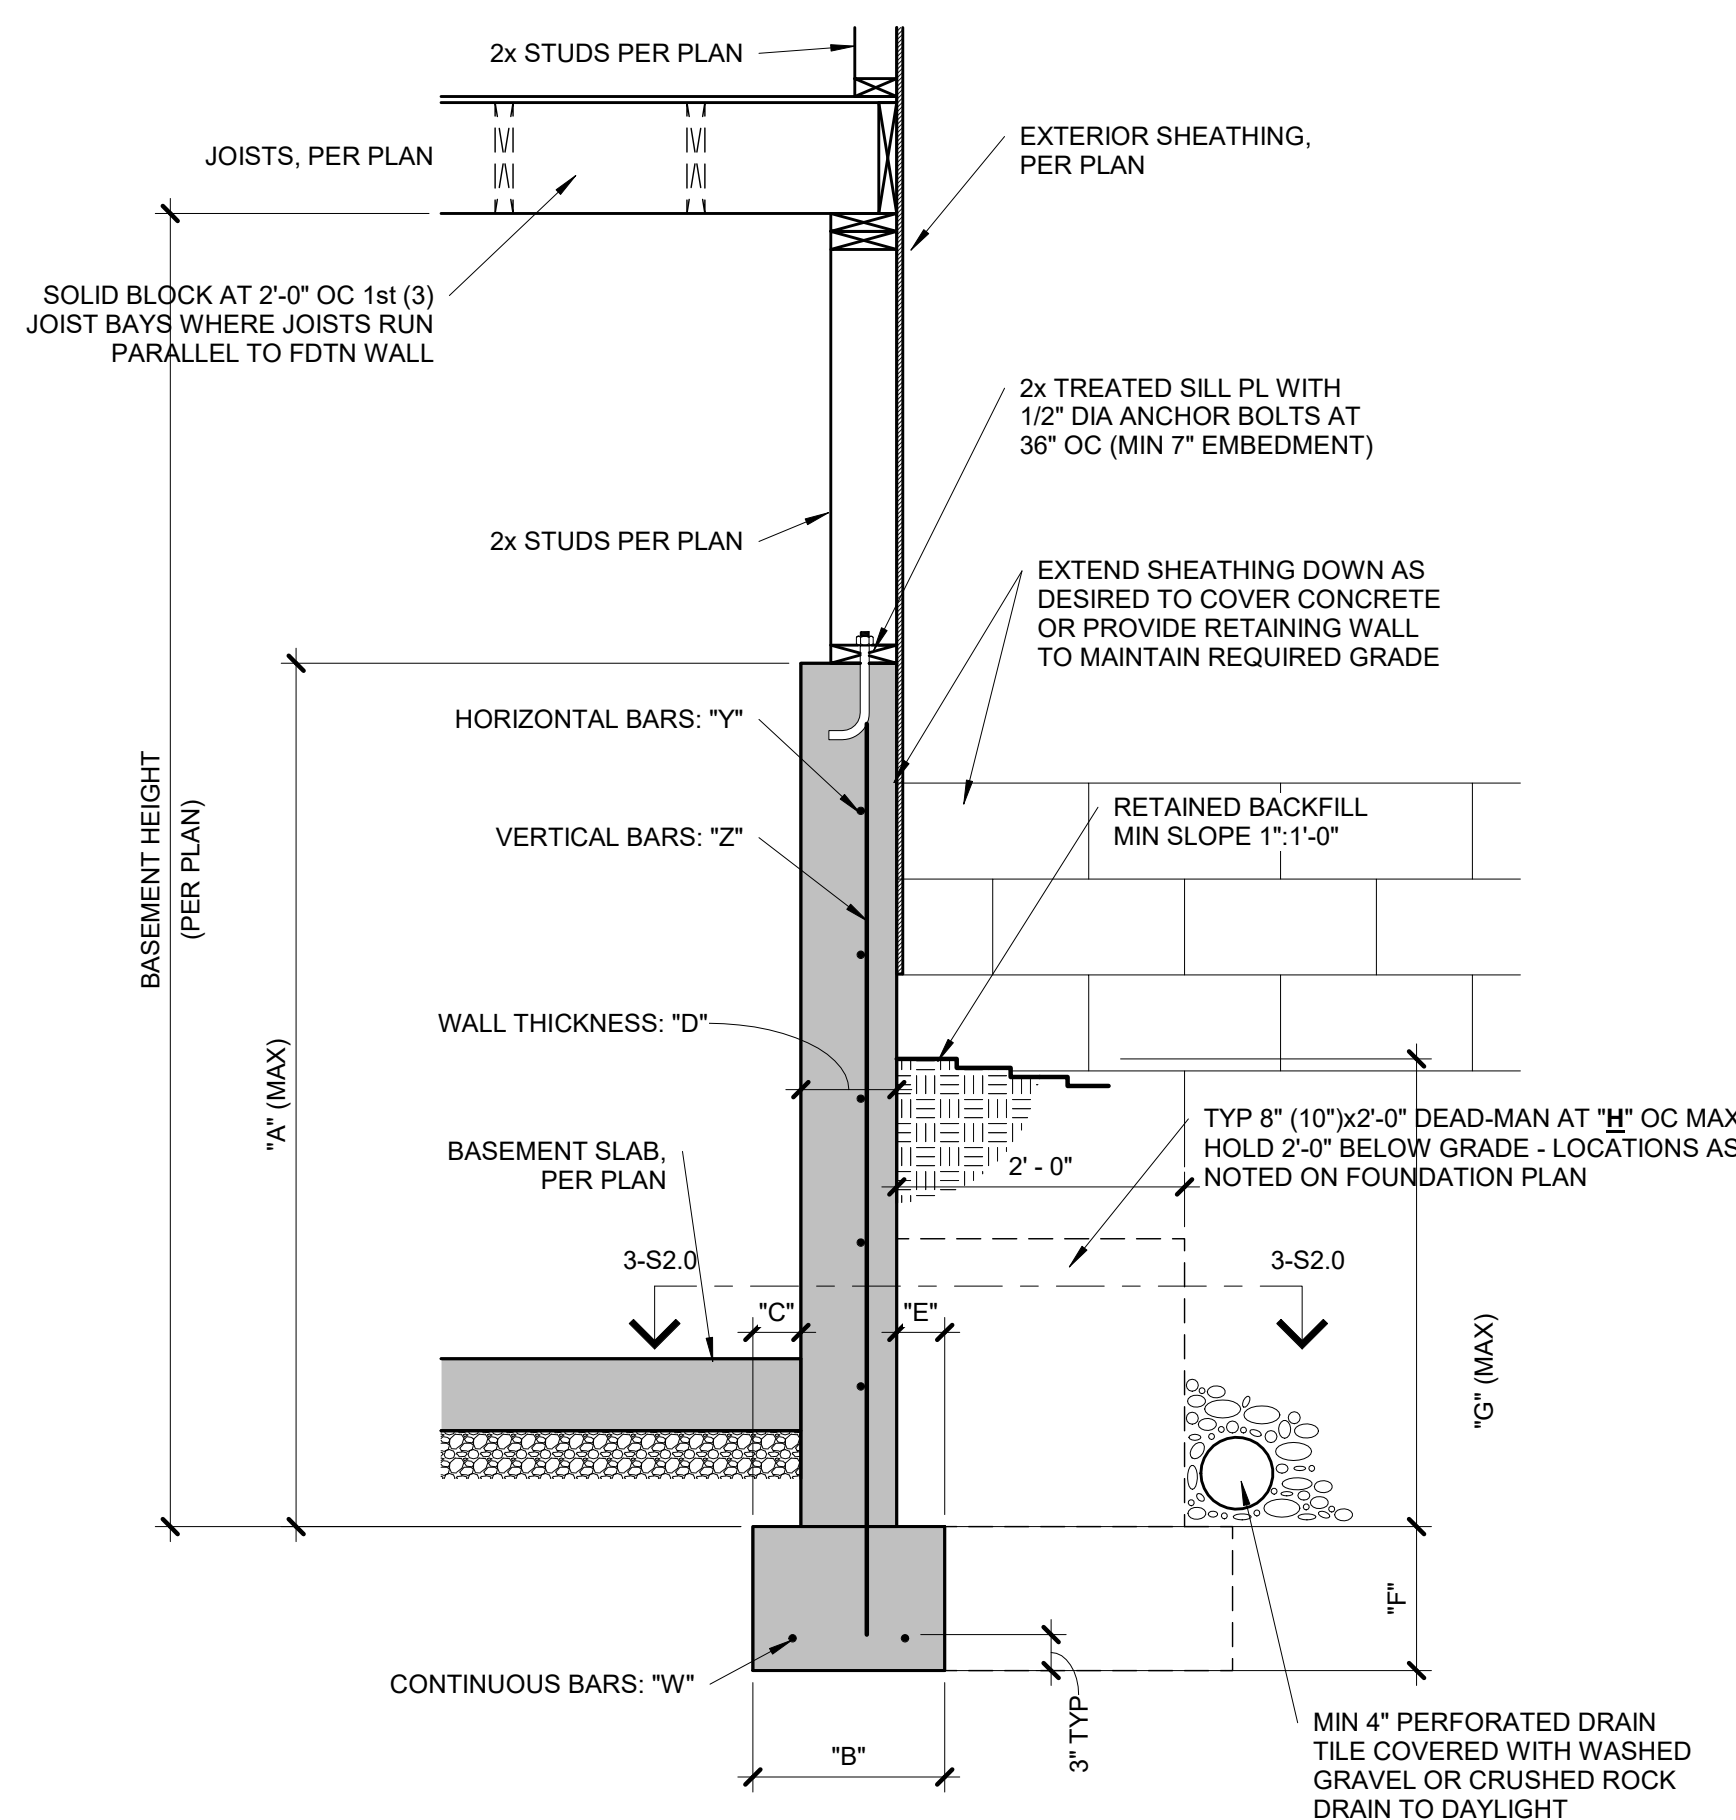 2x STUDS PER PLAN
JOISTS, PER PLAN
EXTERIOR SHEATHING,
PER PLAN
SOLID BLOCK AT 2'-0" OC 1st (3)
JOIST BAYS WHERE JOISTS RUN
PARALLEL TO FDTN WALL
2x TREATED SILL PL WITH
1/2" DIA ANCHOR BOLTS AT
36" OC (MIN 7" EMBEDMENT)
2x STUDS PER PLAN
EXTEND SHEATHING DOWN AS
DESIRED TO COVER CONCRETE
OR PROVIDE RETAINING WALL
TO MAINTAIN REQUIRED GRADE
HORIZONTAL BARS: "Y"
VERTICAL BARS: "Z"
RETAINED BACKFILL
MIN SLOPE 1":1'-0"
BASEMENT HEIGHT
(PER PLAN)
"A" (MAX)
WALL THICKNESS: "D"
TYP 8" (10")x2'-0" DEAD-MAN AT "H" OC MAX
HOLD 2'-0" BELOW GRADE - LOCATIONS AS
NOTED ON FOUNDATION PLAN
BASEMENT SLAB,
PER PLAN
2' - 0"
3-S2.0
3-S2.0
"C"
"E"
"G" (MAX)
"F"
CONTINUOUS BARS: "W"
3" TYP
"B"
MIN 4" PERFORATED DRAIN
TILE COVERED WITH WASHED
GRAVEL OR CRUSHED ROCK
DRAIN TO DAYLIGHT